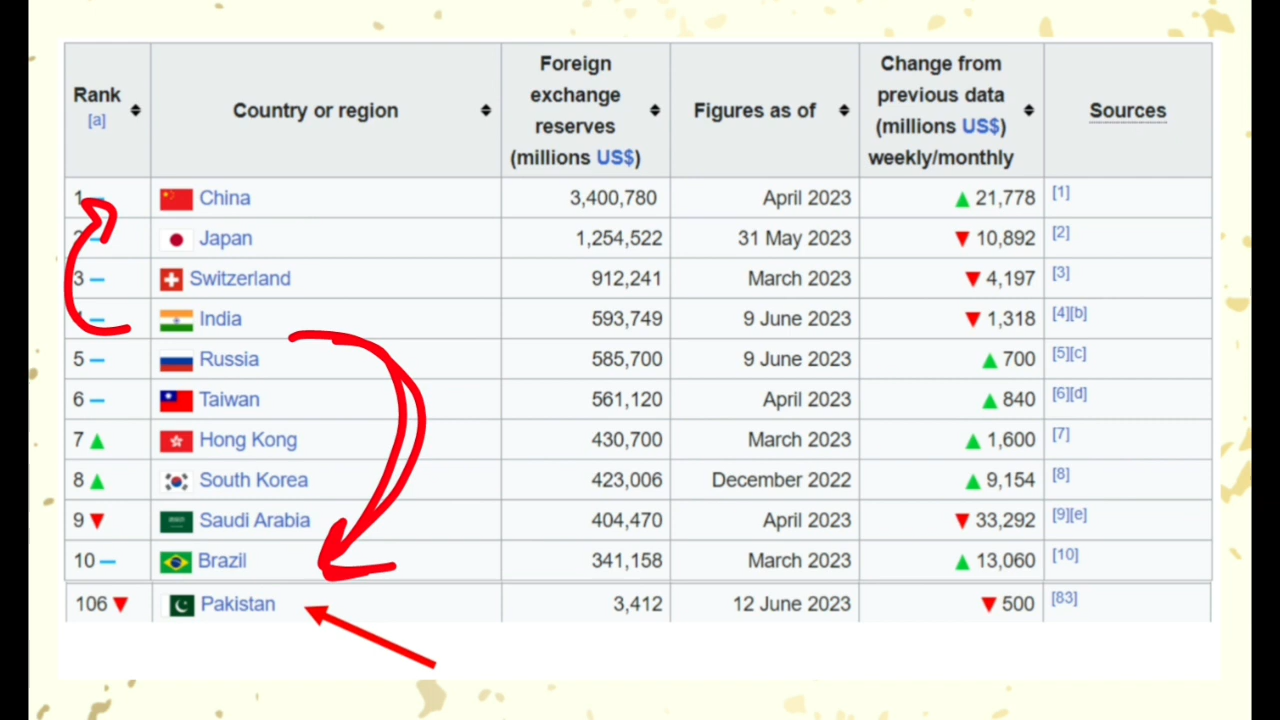 Rank [a] Country or region Foreign exchange reserves (millions US$) Figures as of Change from previous data (millions US$) weekly/monthly Sources
1 China 3,400,780 April 2023 ▲ 21,778 [1]
2 Japan 1,254,522 31 May 2023 ▼ 10,892 [2]
3 Switzerland 912,241 March 2023 ▼ 4,197 [3]
India 593,749 9 June 2023 ▼ 1,318 [4][b]
5 Russia 585,700 9 June 2023 ▲ 700 [5][c]
6 Taiwan 561,120 April 2023 ▲ 840 [6][d]
7 ▲ Hong Kong 430,700 March 2023 ▲ 1,600 [7]
8 ▲ South Korea 423,006 December 2022 ▲ 9,154 [8]
9 ▼ Saudi Arabia 404,470 April 2023 ▼ 33,292 [9][e]
10 Brazil 341,158 March 2023 ▲ 13,060 [10]
106 ▼ Pakistan 3,412 12 June 2023 ▼ 500 [83]